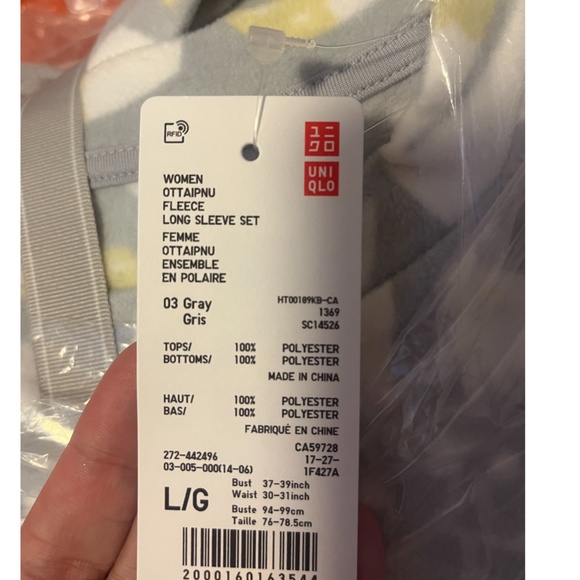 RFID
ユニ
クロ
UNI
QLO
WOMEN
OTTAIPNU
FLEECE
LONG SLEEVE SET
FEMME
OTTAIPNU
ENSEMBLE
EN POLAIRE
03 Gray
Gris
HT00189KB-CA
1369
SC14526
TOPS/ 100% POLYESTER
BOTTOMS/ 100% POLYESTER
MADE IN CHINA
HAUT/ 100% POLYESTER
BAS/ 100% POLYESTER
FABRIQUÉ EN CHINE
CA59728
272-442496 17-27-
03-005-000(14-06) 1F427A
L/G
Bust 37-39inch
Waist 30-31inch
Buste 94-99cm
Taille 76-78.5cm
2000160163544